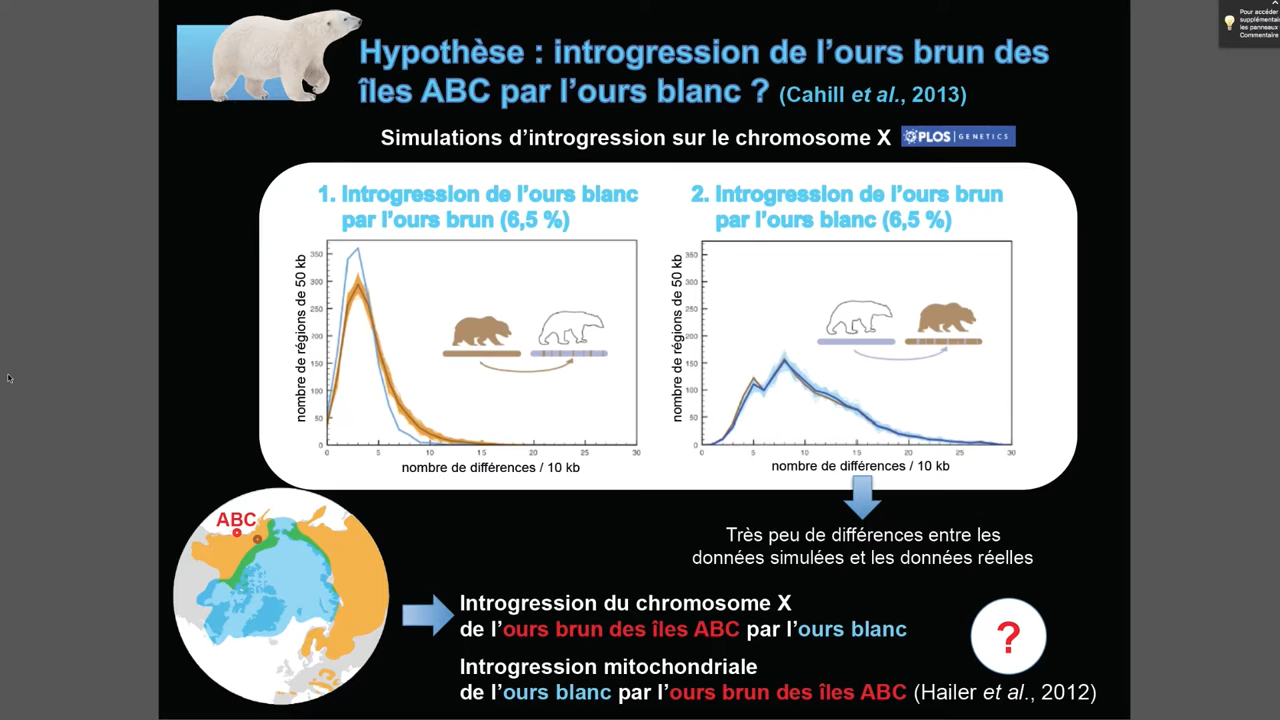 Pour accéder
supplémentai
les panneaux
Commentaire
Hypothèse : introgression de l'ours brun des
îles ABC par l'ours blanc ? (Cahill et al., 2013)
Simulations d'introgression sur le chromosome X PLOS GENETICS
1. Introgression de l'ours blanc
par l'ours brun (6,5 %)
nombre de régions de 50 kb
350
300
250
200
150
100
50
0
0 5 10 15 20 25 30
nombre de différences / 10 kb
2. Introgression de l'ours brun
par l'ours blanc (6,5 %)
nombre de régions de 50 kb
350
300
250
200
150
100
50
0
0 5 10 15 20 25 30
nombre de différences / 10 kb
Très peu de différences entre les
données simulées et les données réelles
ABC
Introgression du chromosome X
de l'ours brun des îles ABC par l'ours blanc
?
Introgression mitochondriale
de l'ours blanc par l'ours brun des îles ABC (Hailer et al., 2012)